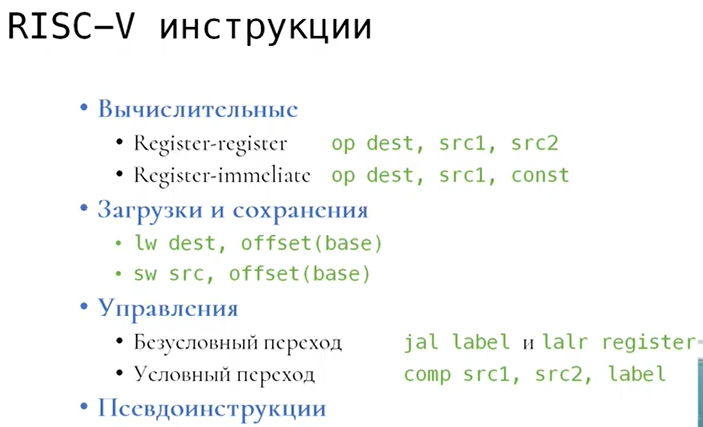 RISC-V инструкции
• Вычислительные
• Register-register op dest, src1, src2
• Register-immeliate op dest, src1, const
• Загрузки и сохранения
• lw dest, offset(base)
• sw src, offset(base)
• Управления
• Безусловный переход jal label и lalr register
• Условный переход comp src1, src2, label
• Псевдоинструкции